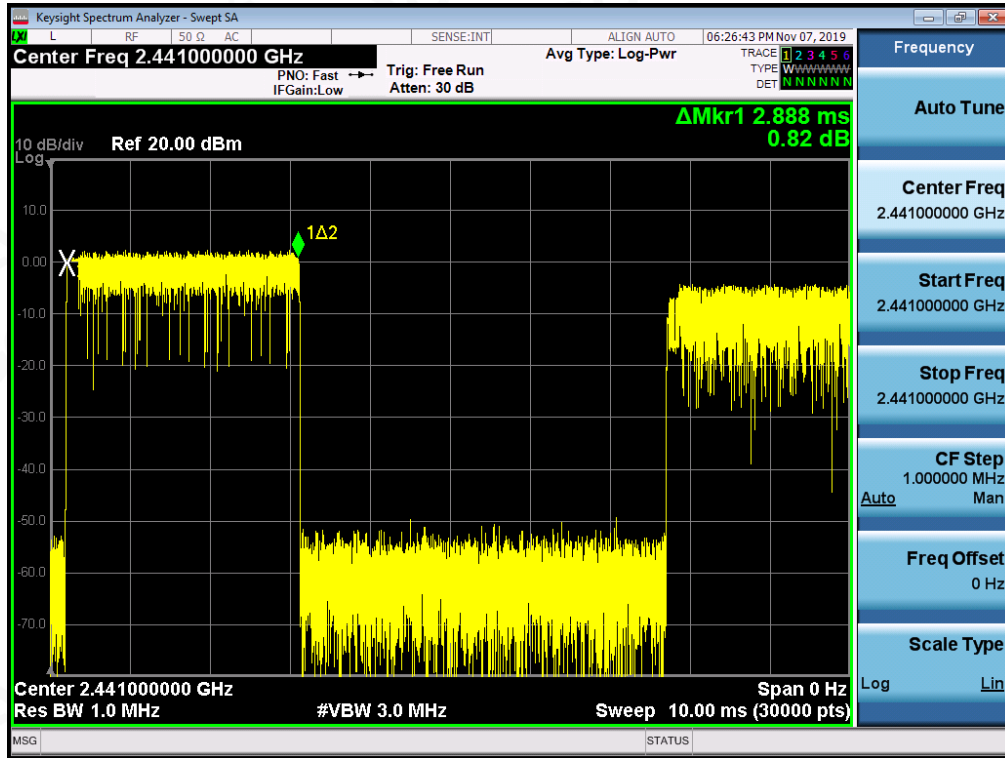 Keysight Spectrum Analyzer - Swept SA
LXI L RF 50 Ω AC SENSE:INT ALIGN AUTO 06:26:43 PM Nov 07, 2019
Center Freq 2.441000000 GHz
PNO: Fast
IFGain:Low
Trig: Free Run
Atten: 30 dB
Avg Type: Log-Pwr
TRACE 1 2 3 4 5 6
TYPE WWWWWW
DET N N N N N N
ΔMkr1 2.888 ms
0.82 dB
10 dB/div
Log
Ref 20.00 dBm
10.0
0.00
-10.0
-20.0
-30.0
-40.0
-50.0
-60.0
-70.0
X
1Δ2
Center 2.441000000 GHz
Span 0 Hz
Res BW 1.0 MHz
#VBW 3.0 MHz
Sweep 10.00 ms (30000 pts)
MSG
STATUS
Frequency
Auto Tune
Center Freq
2.441000000 GHz
Start Freq
2.441000000 GHz
Stop Freq
2.441000000 GHz
CF Step
1.000000 MHz
Auto Man
Freq Offset
0 Hz
Scale Type
Log Lin